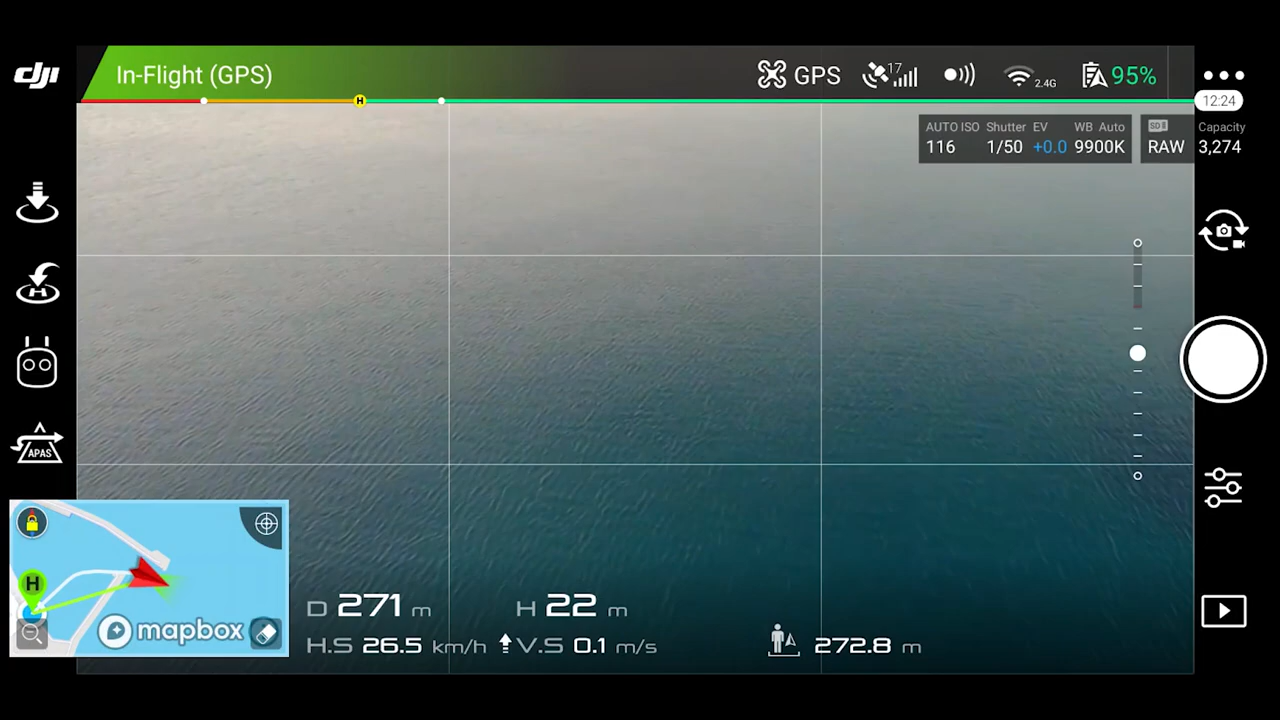 dji
In-Flight (GPS)
GPS
17
2.4G
95%
H
12:24
AUTO ISO Shutter EV WB Auto
116 1/50 +0.0 9900K
SD
RAW
Capacity
3,274
H
APAS
H
mapbox
D 271 m
H 22 m
H.S 26.5 km/h
V.S 0.1 m/s
272.8 m